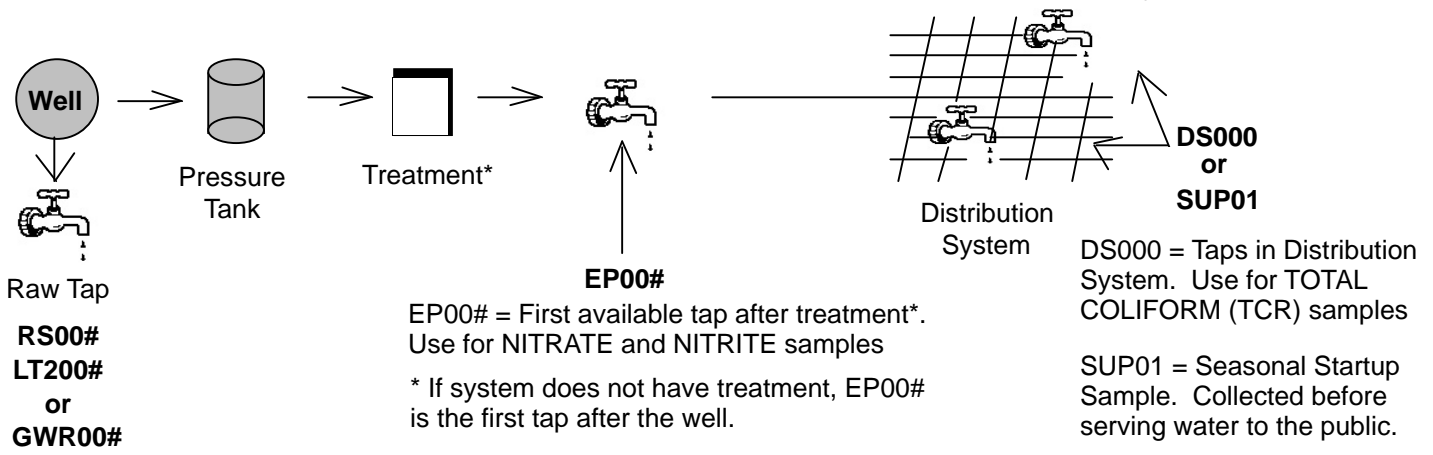 Well
Pressure
Tank
Treatment*
Raw Tap
RS00#
LT200#
or
GWR00#
EP00#
EP00# = First available tap after treatment*.
Use for NITRATE and NITRITE samples
* If system does not have treatment, EP00#
is the first tap after the well.
Distribution
System
DS000
or
SUP01
DS000 = Taps in Distribution
System.  Use for TOTAL
COLIFORM (TCR) samples
SUP01 = Seasonal Startup
Sample.  Collected before
serving water to the public.